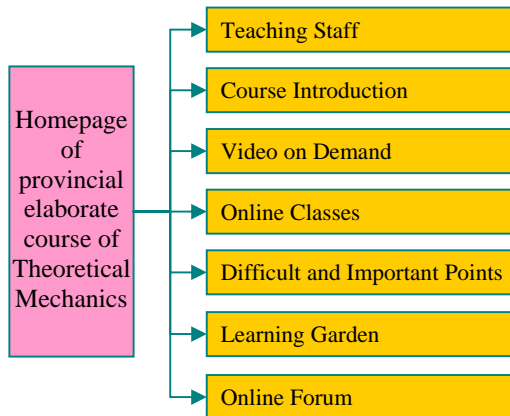 Homepage
of
provincial
elaborate
course of
Theoretical
Mechanics
Teaching Staff
Course Introduction
Video on Demand
Online Classes
Difficult and Important Points
Learning Garden
Online Forum